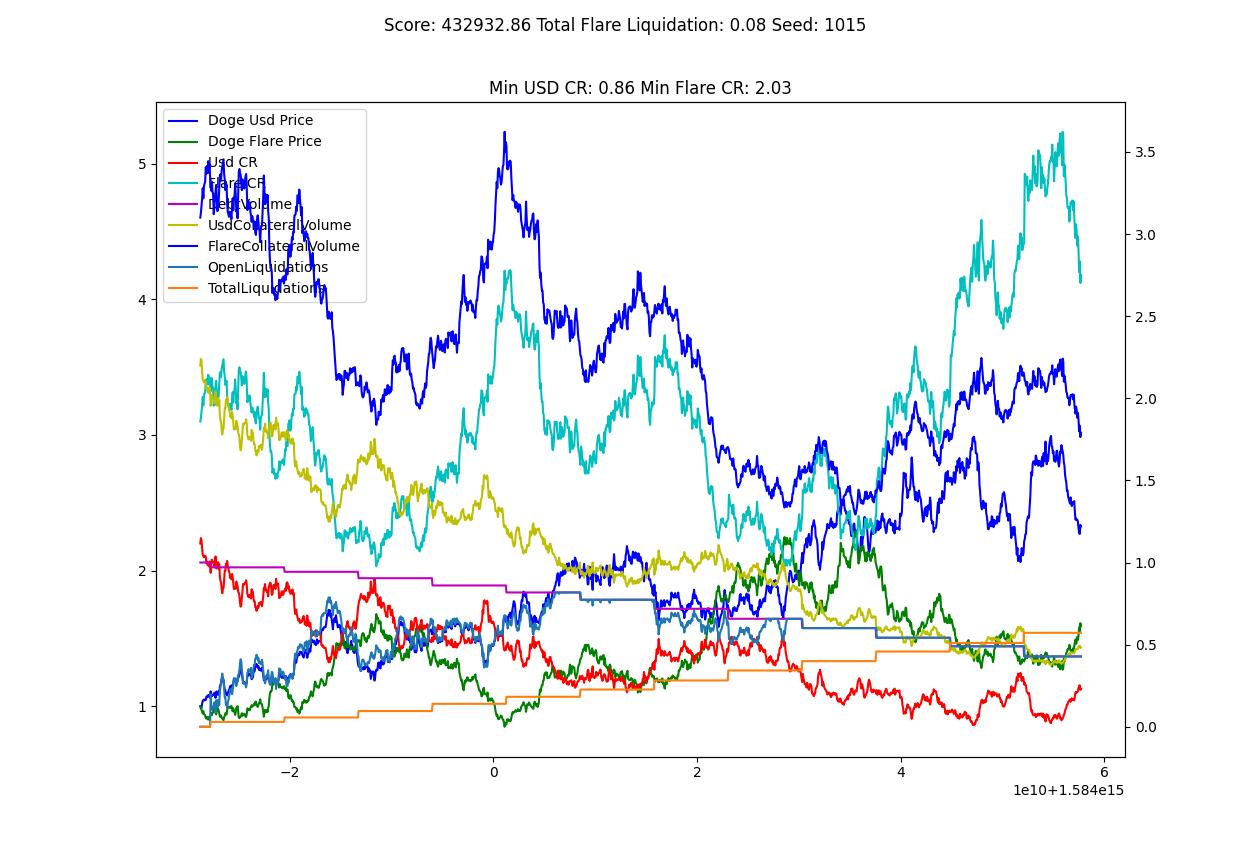 Score: 432932.86 Total Flare Liquidation: 0.08 Seed: 1015
Min USD CR: 0.86 Min Flare CR: 2.03
Doge Usd Price
Doge Flare Price
Usd CR
Flare CR
DebtVolume
UsdCollateralVolume
FlareCollateralVolume
OpenLiquidations
TotalLiquidations
5
4
3
2
1
3.5
3.0
2.5
2.0
1.5
1.0
0.5
0.0
−2
0
2
4
6
1e10+1.584e15